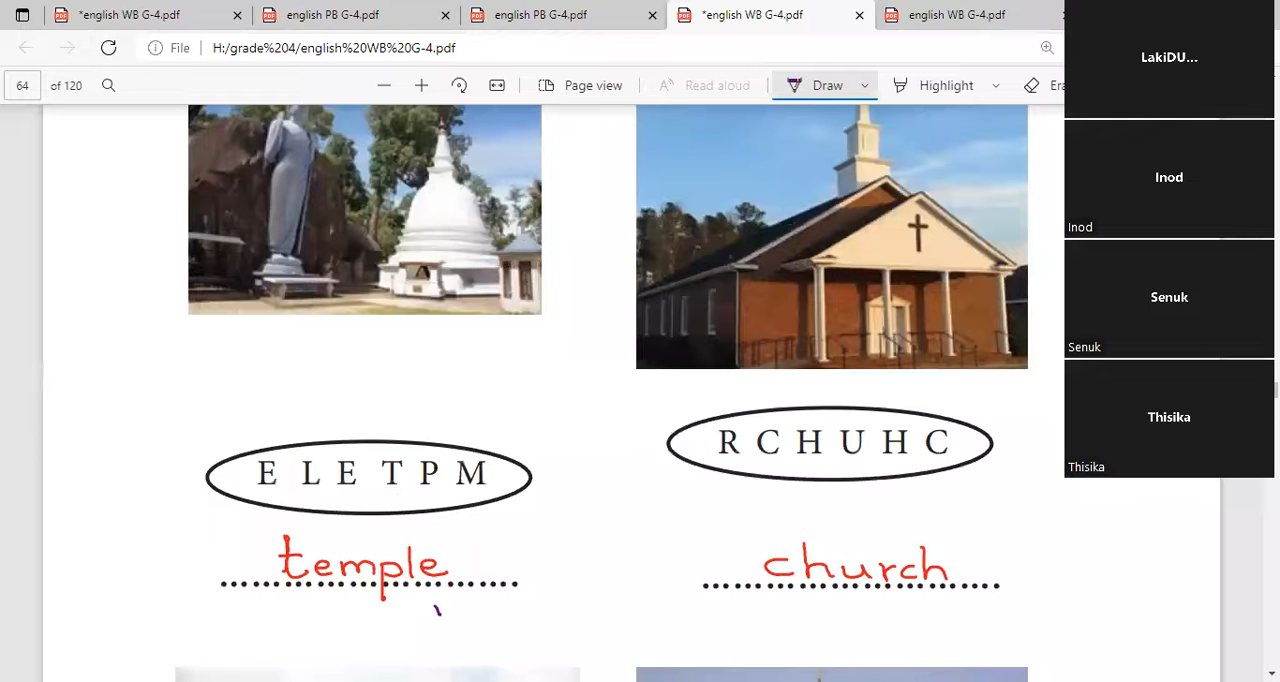 *english WB G-4.pdf
english PB G-4.pdf
english PB G-4.pdf
*english WB G-4.pdf
english WB G-4.pdf
File H:/grade%204/english%20WB%20G-4.pdf
64 of 120 Page view Read aloud Draw Highlight Era
LakiDU...
Inod
Inod
Senuk
Senuk
Thisika
Thisika
E L E T P M
R C H U H C
temple
church